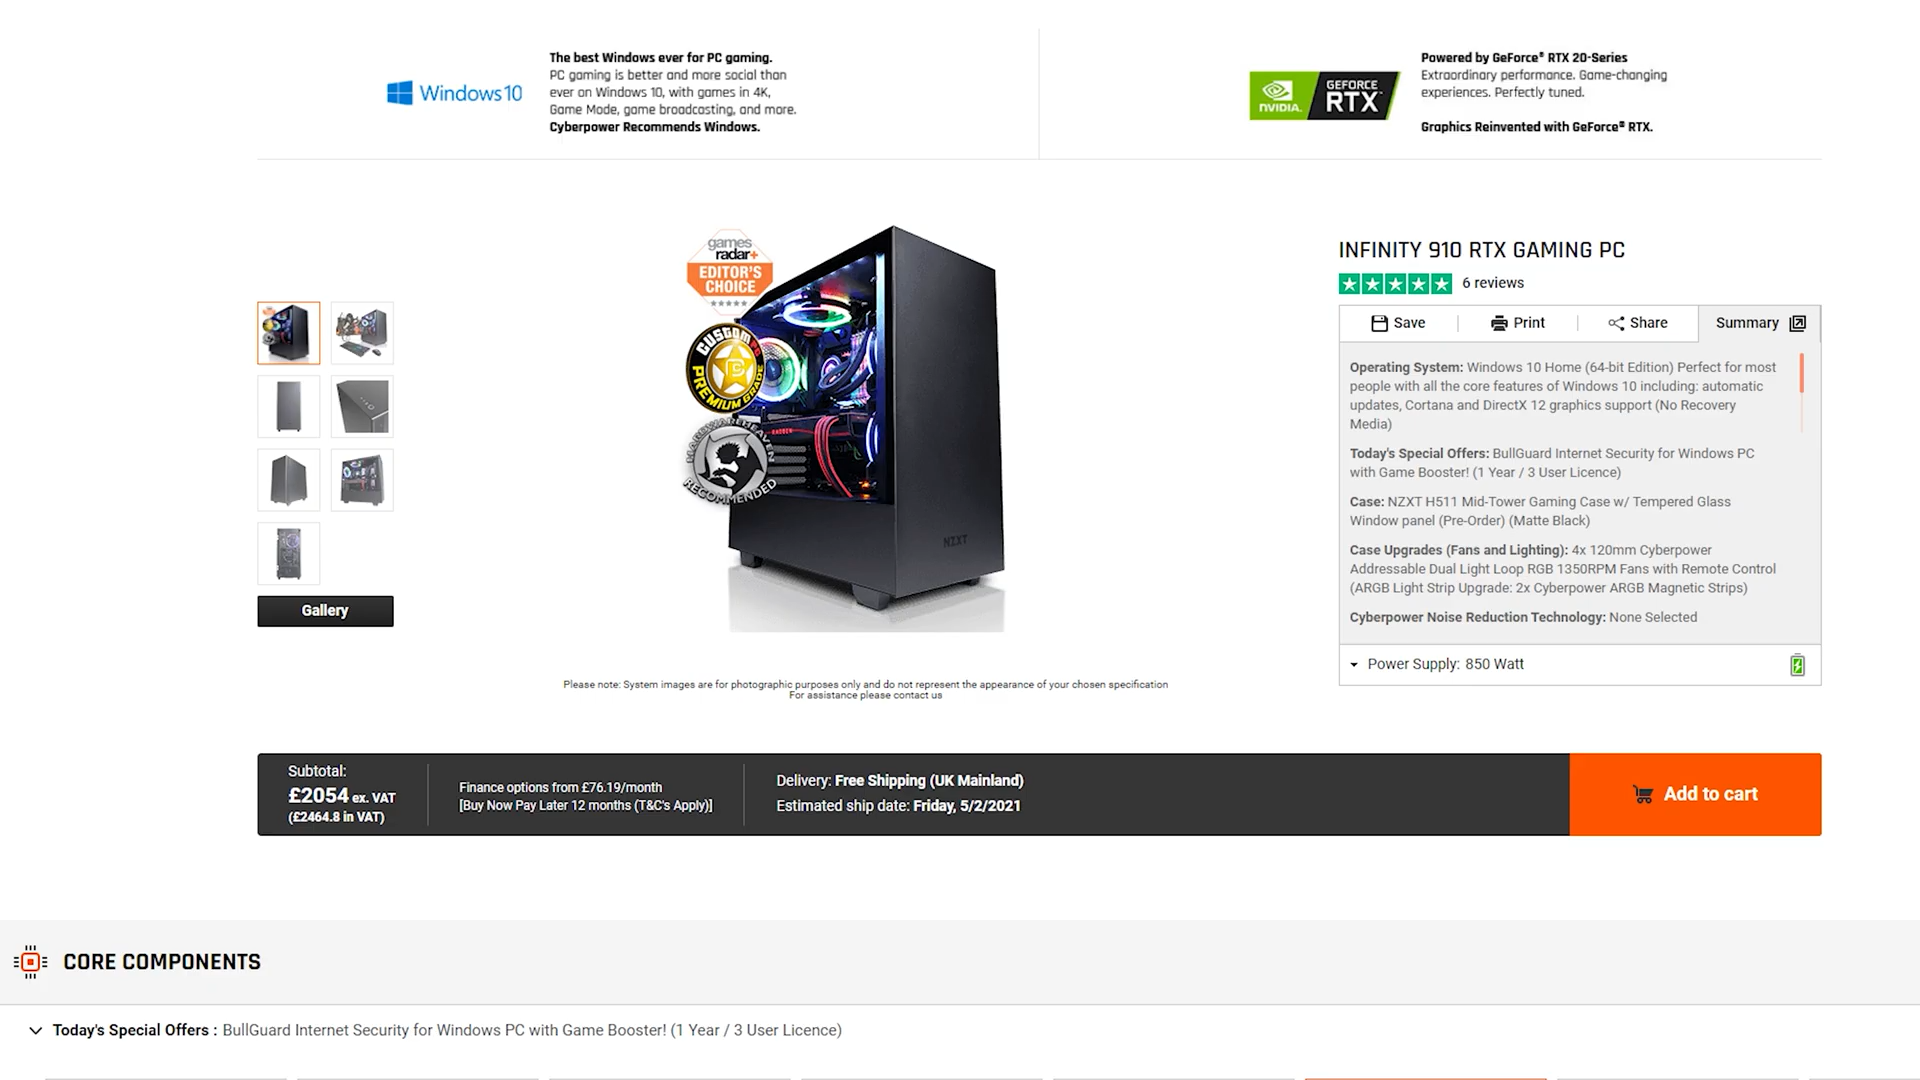 Windows 10
The best Windows ever for PC gaming.
PC gaming is better and more social than
ever on Windows 10, with games in 4K,
Game Mode, game broadcasting, and more.
Cyberpower Recommends Windows.
NVIDIA.
GEFORCE
RTX
Powered by GeForce® RTX 20-Series
Extraordinary performance. Game-changing
experiences. Perfectly tuned.
Graphics Reinvented with GeForce® RTX.
games
radar+
EDITOR'S
CHOICE
CUSTOM PC
PREMIUM GRADE
HARDWAREHEAVEN
RECOMMENDED
RADEON
NZXT
Gallery
Please note: System images are for photographic purposes only and do not represent the appearance of your chosen specification
For assistance please contact us
INFINITY 910 RTX GAMING PC
6 reviews
Save
Print
Share
Summary
Operating System: Windows 10 Home (64-bit Edition) Perfect for most
people with all the core features of Windows 10 including: automatic
updates, Cortana and DirectX 12 graphics support (No Recovery
Media)
Today's Special Offers: BullGuard Internet Security for Windows PC
with Game Booster! (1 Year / 3 User Licence)
Case: NZXT H511 Mid-Tower Gaming Case w/ Tempered Glass
Window panel (Pre-Order) (Matte Black)
Case Upgrades (Fans and Lighting): 4x 120mm Cyberpower
Addressable Dual Light Loop RGB 1350RPM Fans with Remote Control
(ARGB Light Strip Upgrade: 2x Cyberpower ARGB Magnetic Strips)
Cyberpower Noise Reduction Technology: None Selected
Power Supply: 850 Watt
Subtotal:
£2054 ex. VAT
(£2464.8 in VAT)
Finance options from £76.19/month
[Buy Now Pay Later 12 months (T&C's Apply)]
Delivery: Free Shipping (UK Mainland)
Estimated ship date: Friday, 5/2/2021
Add to cart
CORE COMPONENTS
Today's Special Offers : BullGuard Internet Security for Windows PC with Game Booster! (1 Year / 3 User Licence)